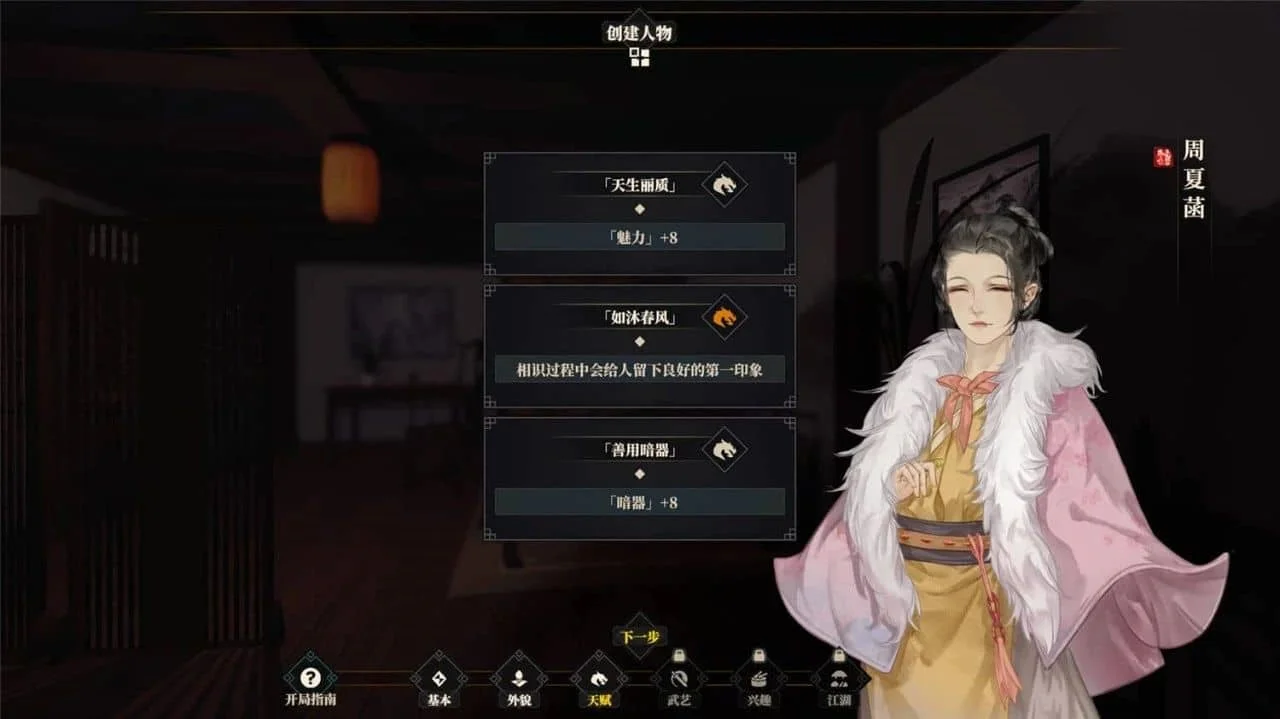 创建人物
「天生丽质」
「魅力」+8
「如沐春风」
相识过程中会给人留下良好的第一印象
「善用暗器」
「暗器」+8
周夏菡
下一步
开局指南
基本
外貌
天赋
武艺
兴趣
江湖